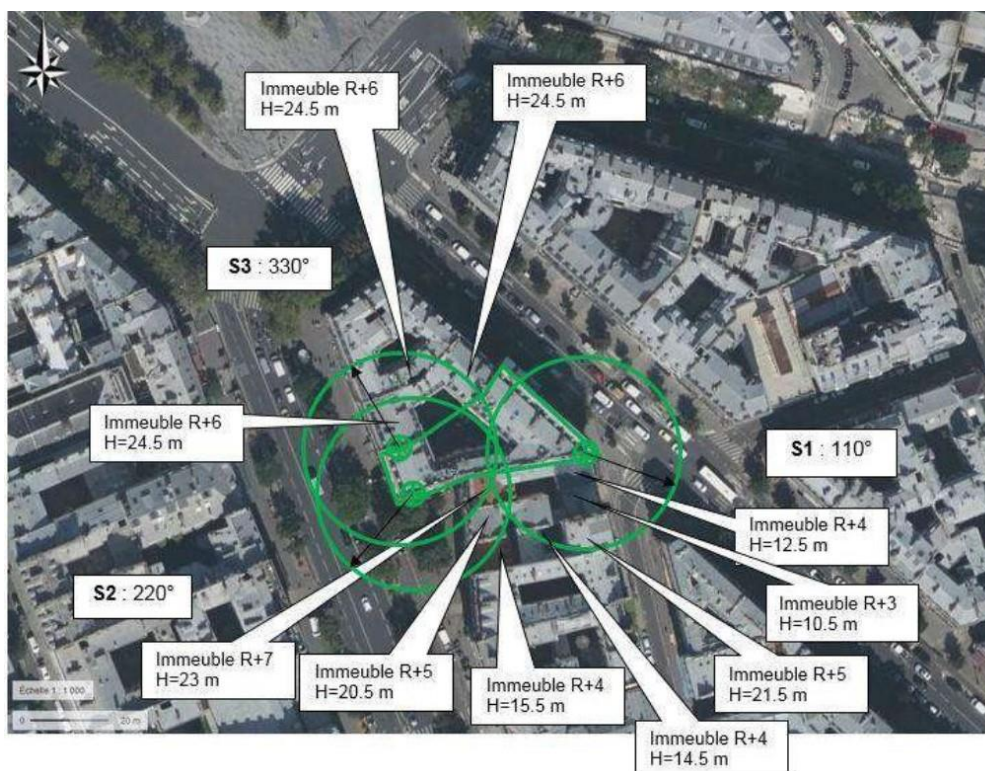 Immeuble R+6
H=24.5 m
Immeuble R+6
H=24.5 m
S3 : 330°
Immeuble R+6
H=24.5 m
S1 : 110°
Immeuble R+4
H=12.5 m
S2 : 220°
Immeuble R+3
H=10.5 m
Immeuble R+7
H=23 m
Immeuble R+5
H=20.5 m
Immeuble R+4
H=15.5 m
Immeuble R+5
H=21.5 m
Immeuble R+4
H=14.5 m
Échelle 1 : 1 000
0 20 m